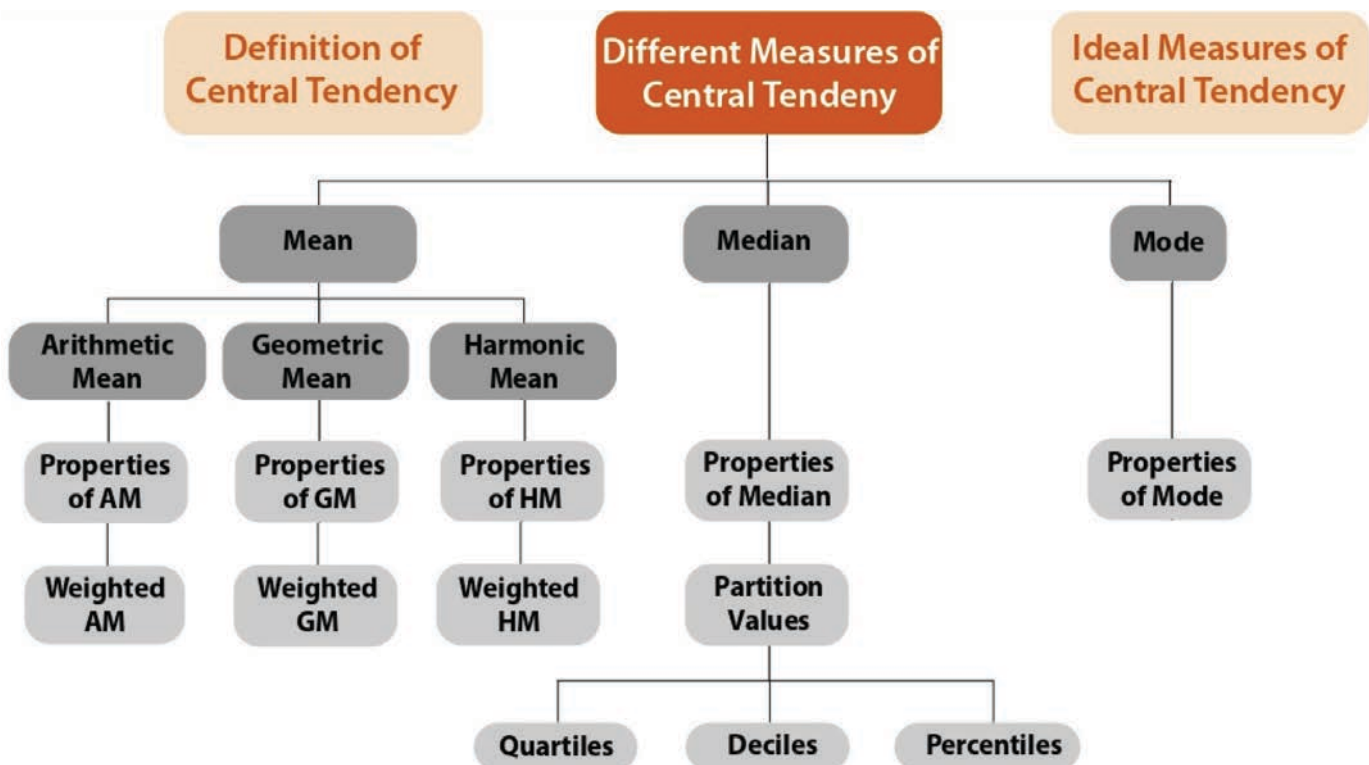 Definition of
Central Tendency
Different Measures of
Central Tendeny
Ideal Measures of
Central Tendency
Mean
Median
Mode
Arithmetic
Mean
Geometric
Mean
Harmonic
Mean
Properties
of AM
Properties
of GM
Properties
of HM
Properties
of Median
Properties
of Mode
Weighted
AM
Weighted
GM
Weighted
HM
Partition
Values
Quartiles
Deciles
Percentiles